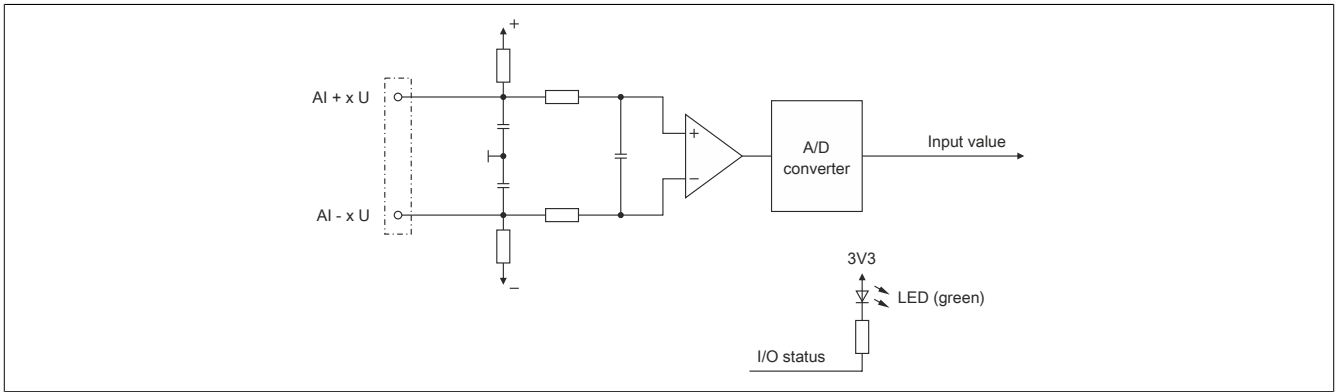 +
AI + x U
+
A/D
converter
Input value
−
AI - x U
−
3V3
LED (green)
I/O status